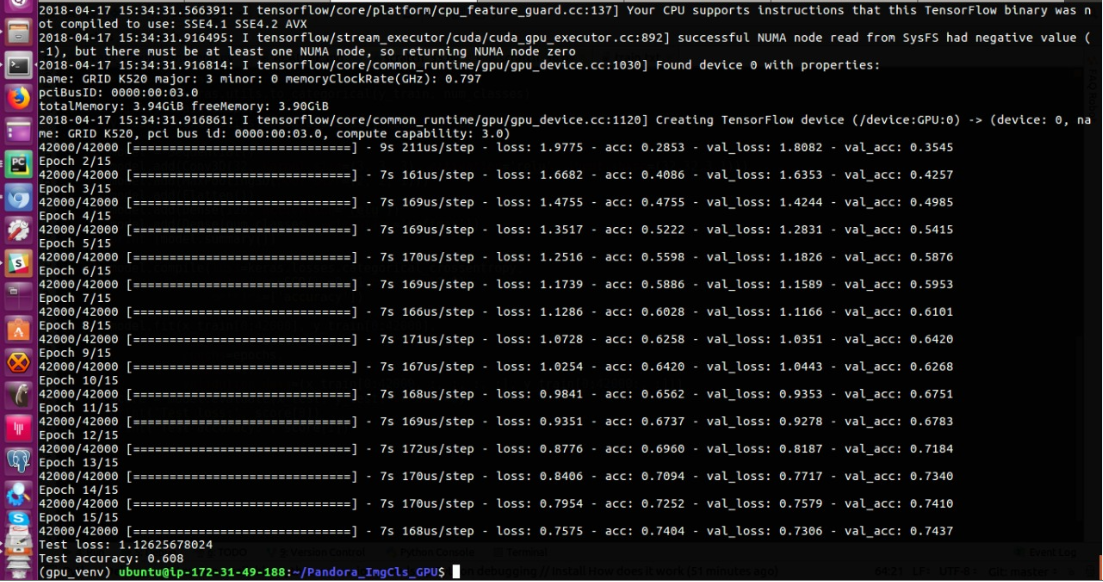 2018-04-17 15:34:31.566391: I tensorflow/core/platform/cpu_feature_guard.cc:137] Your CPU supports instructions that this TensorFlow binary was n
ot compiled to use: SSE4.1 SSE4.2 AVX
2018-04-17 15:34:31.916495: I tensorflow/stream_executor/cuda/cuda_gpu_executor.cc:892] successful NUMA node read from SysFS had negative value (
-1), but there must be at least one NUMA node, so returning NUMA node zero
2018-04-17 15:34:31.916814: I tensorflow/core/common_runtime/gpu/gpu_device.cc:1030] Found device 0 with properties:
name: GRID K520 major: 3 minor: 0 memoryClockRate(GHz): 0.797
pciBusID: 0000:00:03.0
totalMemory: 3.94GiB freeMemory: 3.90GiB
2018-04-17 15:34:31.916861: I tensorflow/core/common_runtime/gpu/gpu_device.cc:1120] Creating TensorFlow device (/device:GPU:0) -> (device: 0, na
me: GRID K520, pci bus id: 0000:00:03.0, compute capability: 3.0)
42000/42000 [==============================] - 9s 211us/step - loss: 1.9775 - acc: 0.2853 - val_loss: 1.8082 - val_acc: 0.3545
Epoch 2/15
42000/42000 [==============================] - 7s 161us/step - loss: 1.6682 - acc: 0.4086 - val_loss: 1.6353 - val_acc: 0.4257
Epoch 3/15
42000/42000 [==============================] - 7s 169us/step - loss: 1.4755 - acc: 0.4755 - val_loss: 1.4244 - val_acc: 0.4985
Epoch 4/15
42000/42000 [==============================] - 7s 169us/step - loss: 1.3517 - acc: 0.5222 - val_loss: 1.2831 - val_acc: 0.5415
Epoch 5/15
42000/42000 [==============================] - 7s 170us/step - loss: 1.2516 - acc: 0.5598 - val_loss: 1.1826 - val_acc: 0.5876
Epoch 6/15
42000/42000 [==============================] - 7s 169us/step - loss: 1.1739 - acc: 0.5886 - val_loss: 1.1589 - val_acc: 0.5953
Epoch 7/15
42000/42000 [==============================] - 7s 166us/step - loss: 1.1286 - acc: 0.6028 - val_loss: 1.1166 - val_acc: 0.6101
Epoch 8/15
42000/42000 [==============================] - 7s 171us/step - loss: 1.0728 - acc: 0.6258 - val_loss: 1.0351 - val_acc: 0.6420
Epoch 9/15
42000/42000 [==============================] - 7s 167us/step - loss: 1.0254 - acc: 0.6420 - val_loss: 1.0443 - val_acc: 0.6268
Epoch 10/15
42000/42000 [==============================] - 7s 168us/step - loss: 0.9841 - acc: 0.6562 - val_loss: 0.9353 - val_acc: 0.6751
Epoch 11/15
42000/42000 [==============================] - 7s 169us/step - loss: 0.9351 - acc: 0.6737 - val_loss: 0.9278 - val_acc: 0.6783
Epoch 12/15
42000/42000 [==============================] - 7s 172us/step - loss: 0.8776 - acc: 0.6960 - val_loss: 0.8187 - val_acc: 0.7184
Epoch 13/15
42000/42000 [==============================] - 7s 170us/step - loss: 0.8406 - acc: 0.7094 - val_loss: 0.7717 - val_acc: 0.7340
Epoch 14/15
42000/42000 [==============================] - 7s 170us/step - loss: 0.7954 - acc: 0.7252 - val_loss: 0.7579 - val_acc: 0.7410
Epoch 15/15
42000/42000 [==============================] - 7s 168us/step - loss: 0.7575 - acc: 0.7404 - val_loss: 0.7306 - val_acc: 0.7437
Test loss: 1.12625678024
Test accuracy: 0.608
(gpu_venv) ubuntu@ip-172-31-49-188:~/Pandora_ImgCls_GPU$